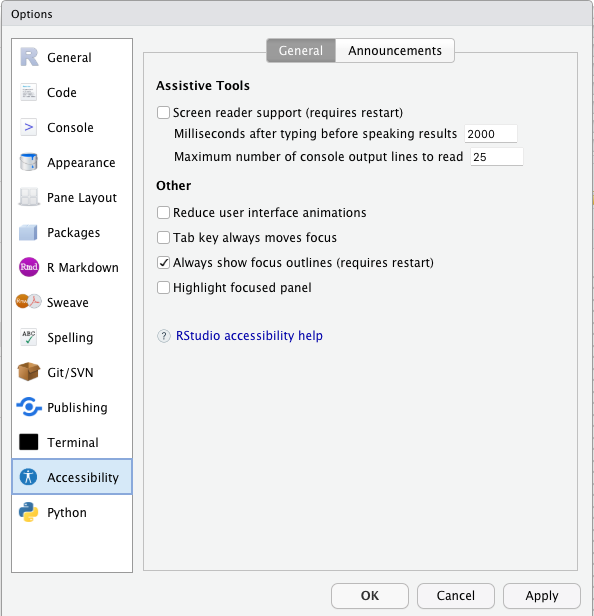 Options
General
Code
Console
Appearance
Pane Layout
Packages
Rmd R Markdown
Sweave
ABC Spelling
Git/SVN
Publishing
Terminal
Accessibility
Python
General Announcements
Assistive Tools
Screen reader support (requires restart)
Milliseconds after typing before speaking results 2000
Maximum number of console output lines to read 25
Other
Reduce user interface animations
Tab key always moves focus
Always show focus outlines (requires restart)
Highlight focused panel
? RStudio accessibility help
OK Cancel Apply